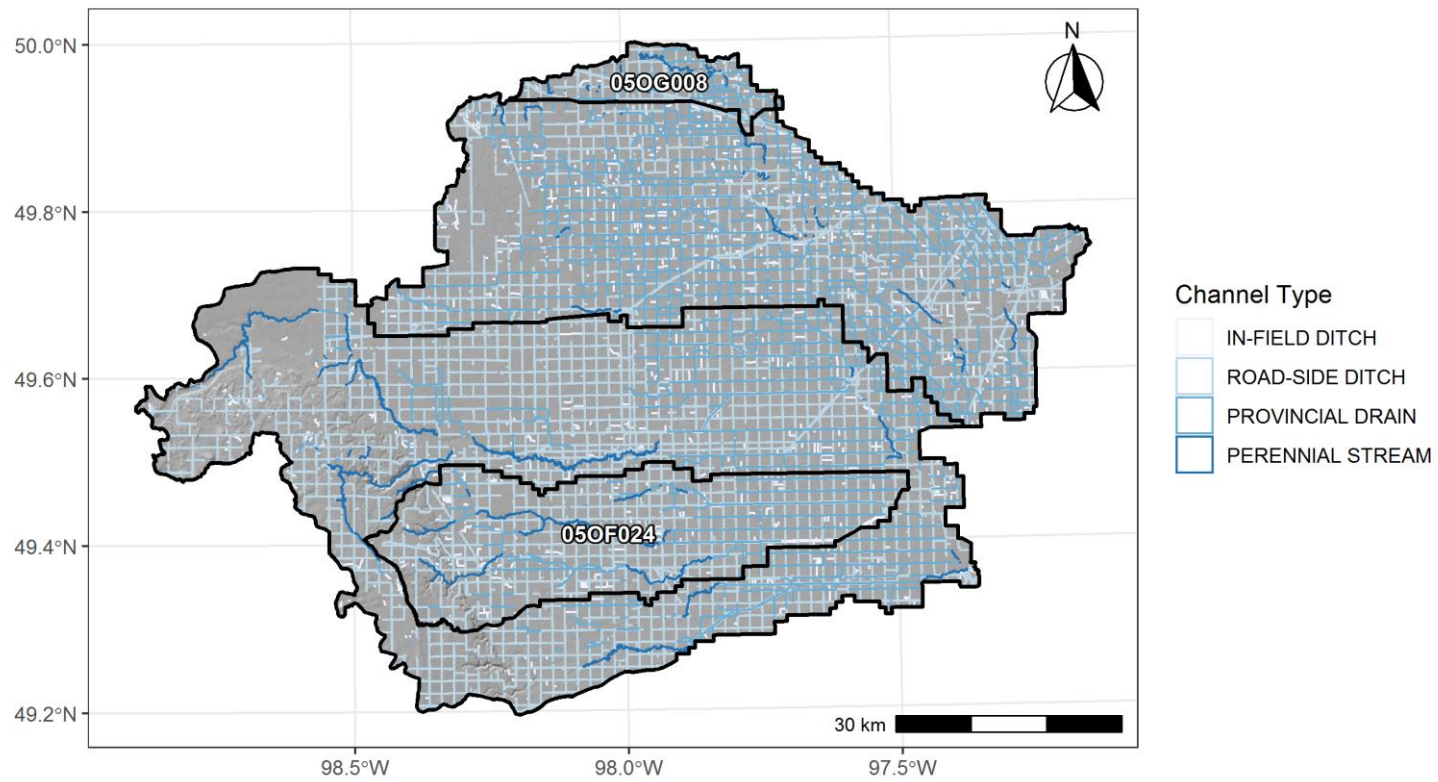 50.0°N
49.8°N
49.6°N
49.4°N
49.2°N
98.5°W
98.0°W
97.5°W
N
05OG008
05OF024
30 km
Channel Type
IN-FIELD DITCH
ROAD-SIDE DITCH
PROVINCIAL DRAIN
PERENNIAL STREAM